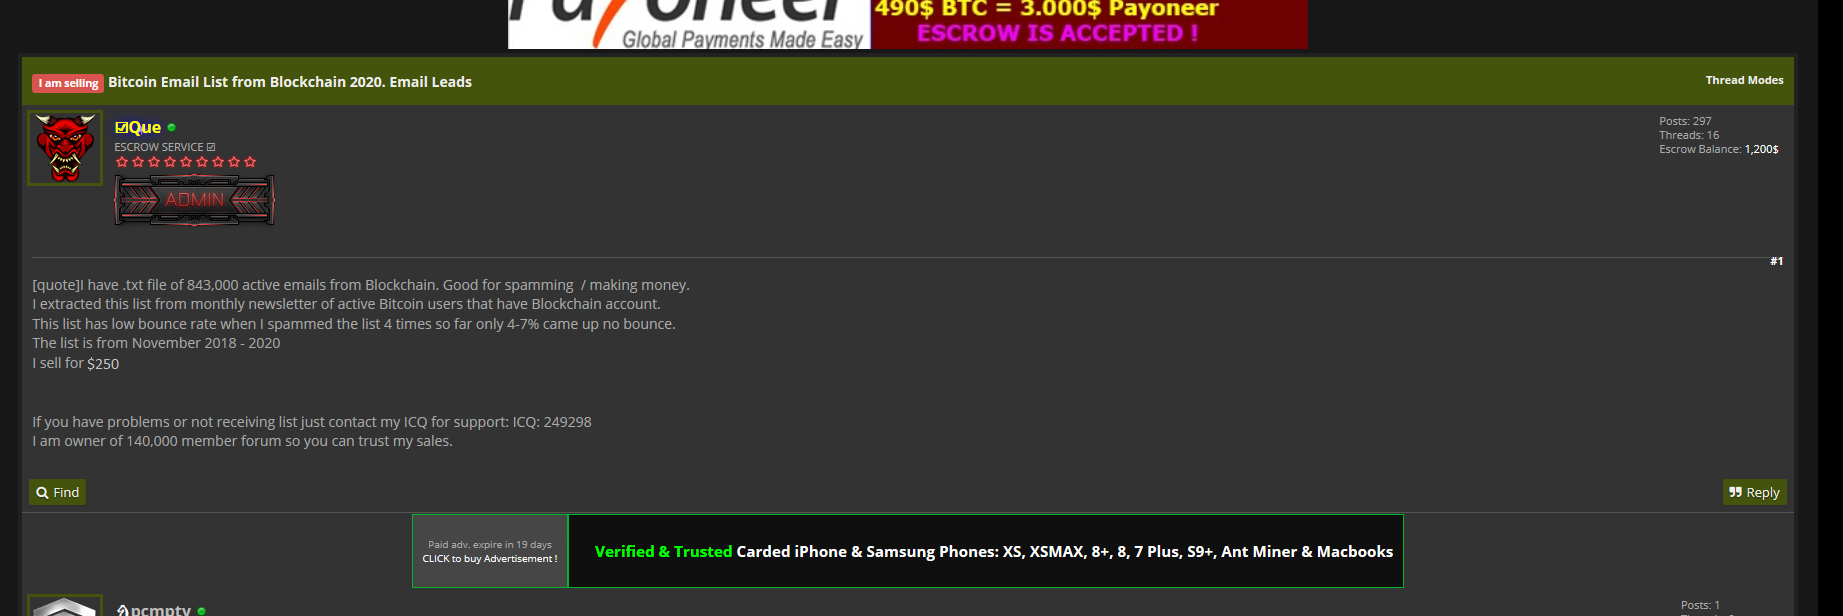 Payoneer
Global Payments Made Easy
490$ BTC = 3.000$ Payoneer
ESCROW IS ACCEPTED !
I am selling Bitcoin Email List from Blockchain 2020. Email Leads
Thread Modes
Que
ESCROW SERVICE
ADMIN
Posts: 297
Threads: 16
Escrow Balance: 1,200$
#1
[quote]I have .txt file of 843,000 active emails from Blockchain. Good for spamming  / making money.
I extracted this list from monthly newsletter of active Bitcoin users that have Blockchain account.
This list has low bounce rate when I spammed the list 4 times so far only 4-7% came up no bounce.
The list is from November 2018 - 2020
I sell for $250
If you have problems or not receiving list just contact my ICQ for support: ICQ: 249298
I am owner of 140,000 member forum so you can trust my sales.
Find
Reply
Paid adv. expire in 19 days
CLICK to buy Advertisement !
Verified & Trusted Carded iPhone & Samsung Phones: XS, XSMAX, 8+, 8, 7 Plus, S9+, Ant Miner & Macbooks
pcmptv
Posts: 1